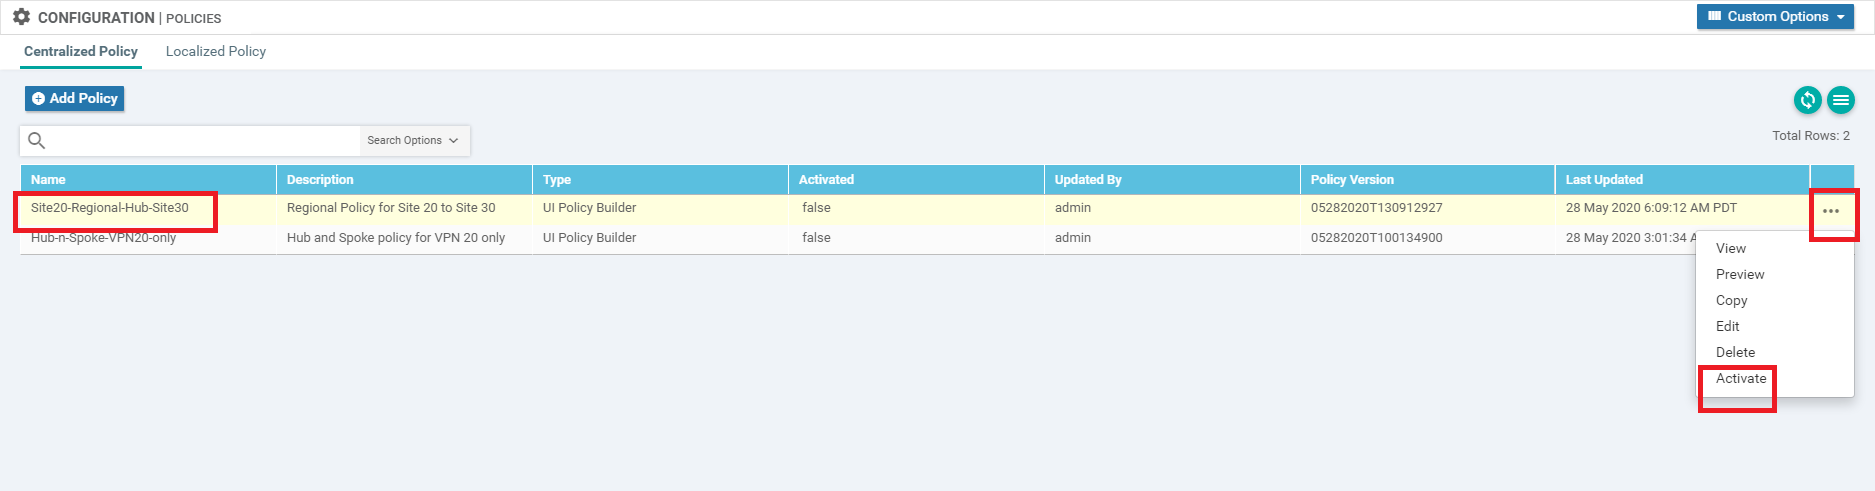 CONFIGURATION | POLICIES
Custom Options
Centralized Policy Localized Policy
Add Policy
Search Options
Total Rows: 2
Name Description Type Activated Updated By Policy Version Last Updated
Site20-Regional-Hub-Site30 Regional Policy for Site 20 to Site 30 UI Policy Builder false admin 05282020T130912927 28 May 2020 6:09:12 AM PDT
Hub-n-Spoke-VPN20-only Hub and Spoke policy for VPN 20 only UI Policy Builder false admin 05282020T100134900 28 May 2020 3:01:34 A
View
Preview
Copy
Edit
Delete
Activate